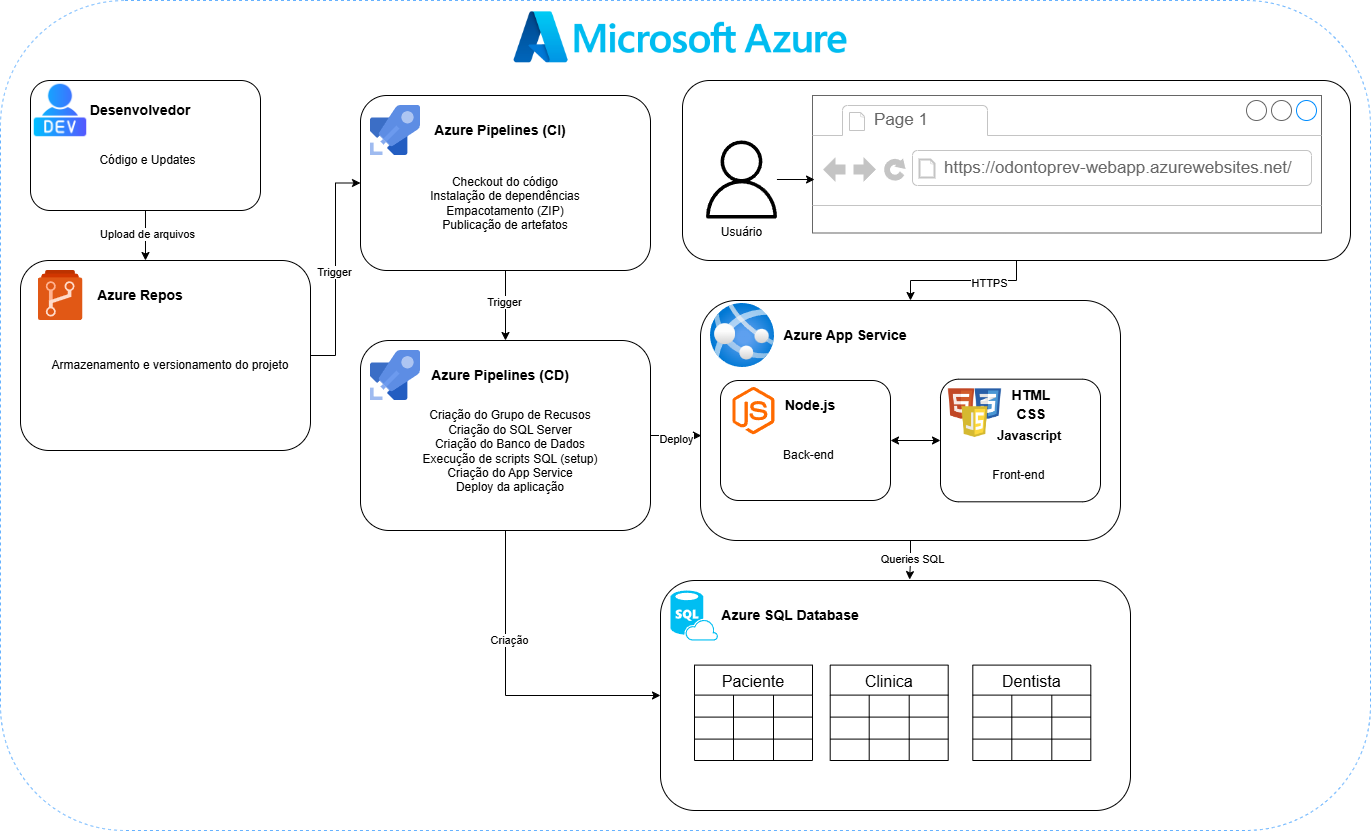 Microsoft Azure
Desenvolvedor
DEV
Código e Updates
Upload de arquivos
Azure Repos
Armazenamento e versionamento do projeto
Trigger
Azure Pipelines (CI)
Checkout do código
Instalação de dependências
Empacotamento (ZIP)
Publicação de artefatos
Trigger
Azure Pipelines (CD)
Criação do Grupo de Recusos
Criação do SQL Server
Criação do Banco de Dados
Execução de scripts SQL (setup)
Criação do App Service
Deploy da aplicação
Deploy
Criação
Page 1
https://odontoprev-webapp.azurewebsites.net/
Usuário
HTTPS
Azure App Service
JS
Node.js
Back-end
5 3
JS
HTML
CSS
Javascript
Front-end
Queries SQL
SQL
Azure SQL Database
Paciente
Clinica
Dentista